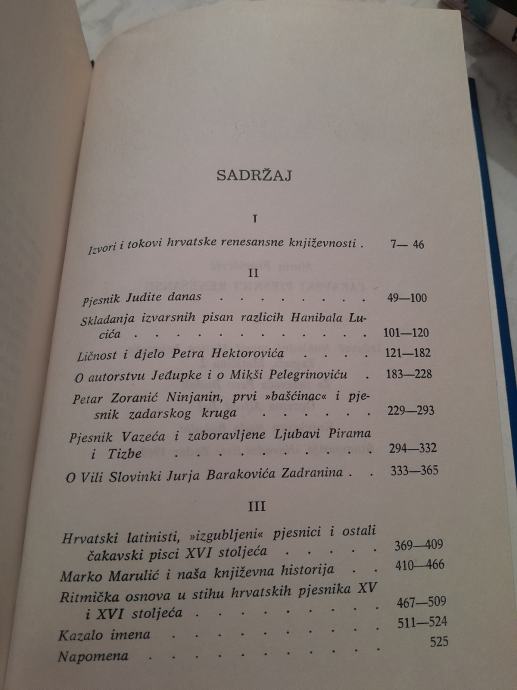 SADRŽAJ
I
Izvori i tokovi hrvatske renesansne književnosti . 7— 46
II
Pjesnik Judite danas . . . . . . . 49—100
Skladanja izvarsnih pisan razlicih Hanibala Lu-
cića . . . . . . . . . . . . 101—120
Ličnost i djelo Petra Hektorovića . . . . 121—182
O autorstvu Jeđupke i o Mikši Pelegrinoviću . 183—228
Petar Zoranić Ninjanin, prvi »bašćinac« i pje-
snik zadarskog kruga . . . . . . 229—293
Pjesnik Vazeća i zaboravljene Ljubavi Pirama
i Tizbe . . . . . . . . . . 294—332
O Vili Slovinki Jurja Barakovića Zadranina . . 333—365
III
Hrvatski latinisti, »izgubljeni« pjesnici i ostali
čakavski pisci XVI stoljeća . . . . . 369—409
Marko Marulić i naša književna historija . . 410—466
Ritmička osnova u stihu hrvatskih pjesnika XV
i XVI stoljeća . . . . . . . . . 467—509
Kazalo imena . . . . . . . . . 511—524
Napomena . . . . . . . . . . 525